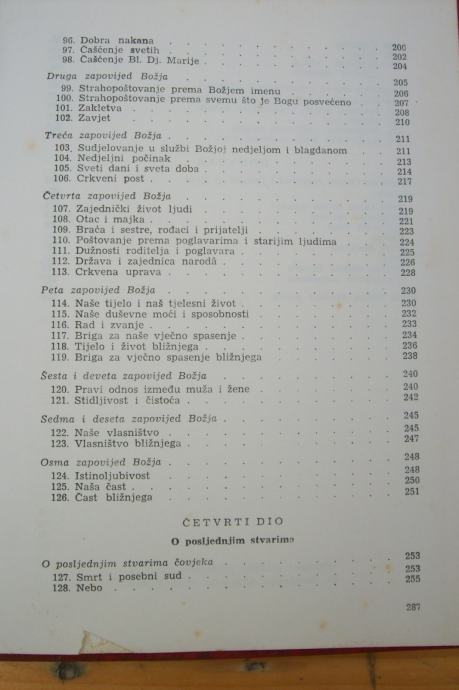 96. Dobra nakana . . . . . . . . . . . . 200
97. Čašćenje svetih . . . . . . . . . . . . 202
98. Čašćenje Bl. Dj. Marije . . . . . . . . . . 204
Druga zapovijed Božja . . . . . . . . . . . 205
99. Strahopoštovanje prema Božjem imenu . . . . . 206
100. Strahopoštovanje prema svemu što je Bogu posvećeno . . . 207
101. Zakletva . . . . . . . . . . . . . . 208
102. Zavjet . . . . . . . . . . . . . . . 210
Treća zapovijed Božja . . . . . . . . . . . 211
103. Sudjelovanje u službi Božjoj nedjeljom i blagdanom . . . 211
104. Nedjeljni počinak . . . . . . . . . . . 213
105. Sveti dani i sveta doba . . . . . . . . . . 214
106. Crkveni post . . . . . . . . . . . . . 217
Četvrta zapovijed Božja . . . . . . . . . . 219
107. Zajednički život ljudi . . . . . . . . . . 219
108. Otac i majka . . . . . . . . . . . . . 221
109. Braća i sestre, rođaci i prijatelji . . . . . . . 223
110. Poštovanje prema poglavarima i starijim ljudima . . . 224
111. Dužnosti roditelja i poglavara . . . . . . . . 225
112. Država i zajednica narodâ . . . . . . . . . 226
113. Crkvena uprava . . . . . . . . . . . . 228
Peta zapovijed Božja . . . . . . . . . . . 230
114. Naše tijelo i naš tjelesni život . . . . . . . . 230
115. Naše duševne moći i sposobnosti . . . . . . . 232
116. Rad i zvanje . . . . . . . . . . . . . 233
117. Briga za naše vječno spasenje . . . . . . . . 234
118. Tijelo i život bližnjega . . . . . . . . . . 236
119. Briga za vječno spasenje bližnjega . . . . . . 238
Šesta i deveta zapovijed Božja . . . . . . . . 240
120. Pravi odnos između muža i žene . . . . . . . 240
121. Stidljivost i čistoća . . . . . . . . . . . 242
Sedma i deseta zapovijed Božja . . . . . . . . 245
122. Naše vlasništvo . . . . . . . . . . . . 245
123. Vlasništvo bližnjega . . . . . . . . . . . 247
Osma zapovijed Božja . . . . . . . . . . . 248
124. Istinoljubivost . . . . . . . . . . . . 248
125. Naša čast . . . . . . . . . . . . . . 250
126. Čast bližnjega . . . . . . . . . . . . 251
ČETVRTI DIO
O posljednjim stvarima
O posljednjim stvarima čovjeka . . . . . . . . 253
127. Smrt i posebni sud . . . . . . . . . . . 253
128. Nebo . . . . . . . . . . . . . . . 255
287